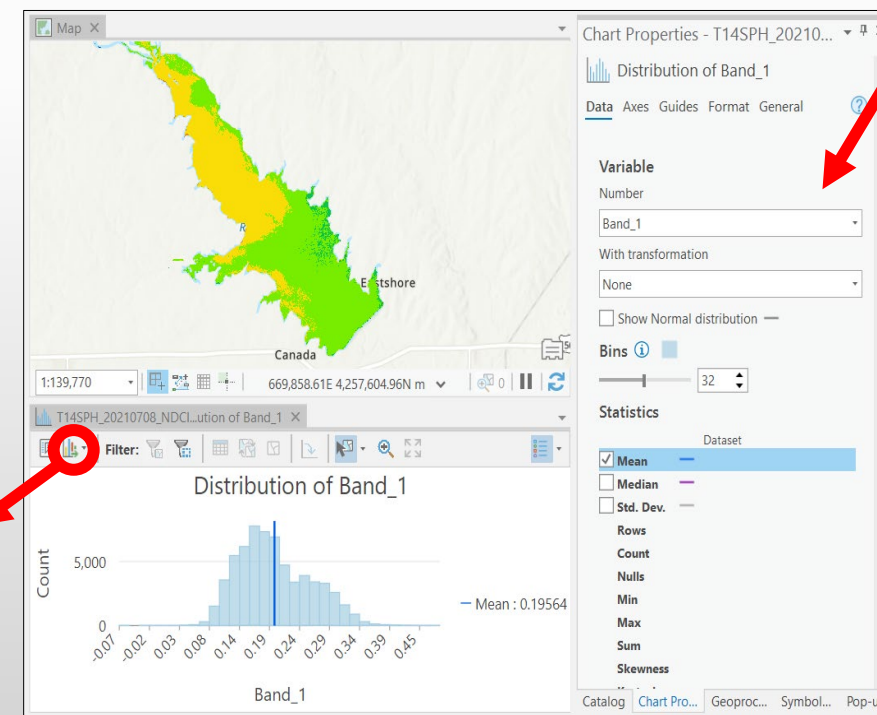 Map
R
Eastshore
Canada
1:139,770
669,858.61E 4,257,604.96N m
0
T14SPH_20210708_NDCI...ution of Band_1
Filter:
Distribution of Band_1
Count
5,000
0
-0.07
-0.02
0.03
0.08
0.14
0.19
0.24
0.29
0.34
0.39
0.45
Mean : 0.19564
Band_1
Chart Properties - T14SPH_20210...
Distribution of Band_1
Data Axes Guides Format General
?
Variable
Number
Band_1
With transformation
None
Show Normal distribution
Bins
32
Statistics
Dataset
Mean
Median
Std. Dev.
Rows
Count
Nulls
Min
Max
Sum
Skewness
Catalog Chart Pro... Geoproc... Symbol... Pop-u